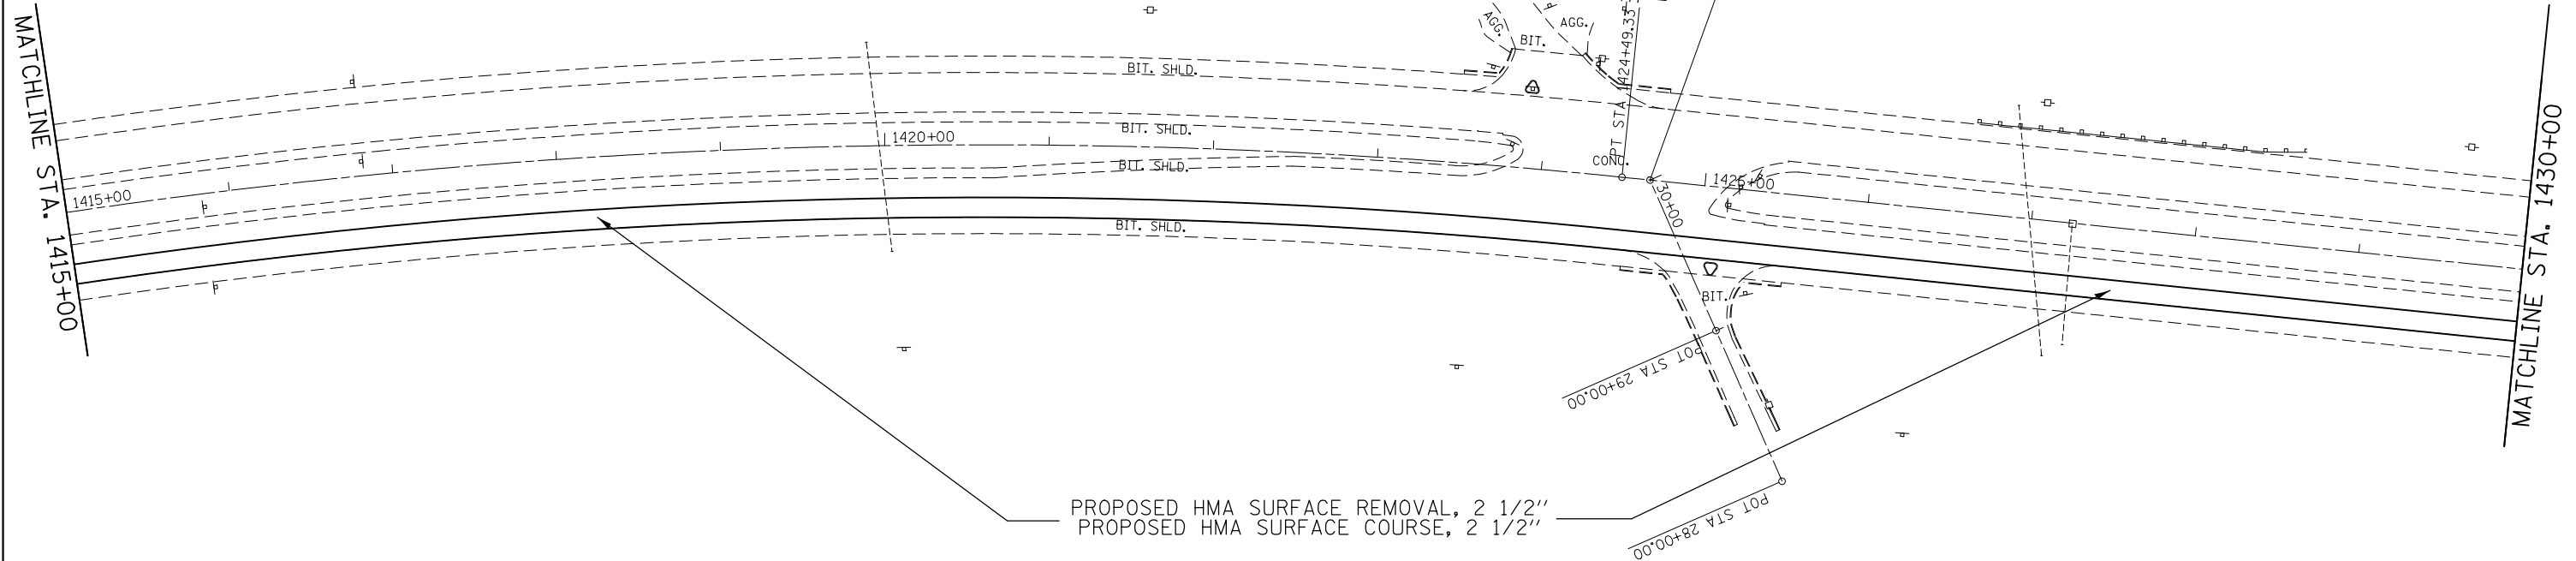 MATCHLINE STA. 1415+00
AGG.
AGG.
BIT.
PT STA 1424+49.33
BIT. SHLD.
BIT. SHLD.
1420+00
BIT. SHLD.
CONC.
1415+00
1425+00
30+00
BIT. SHLD.
BIT.
POT STA 29+00.00
POT STA 28+00.00
PROPOSED HMA SURFACE REMOVAL, 2 1/2"
PROPOSED HMA SURFACE COURSE, 2 1/2"
MATCHLINE STA. 1430+00